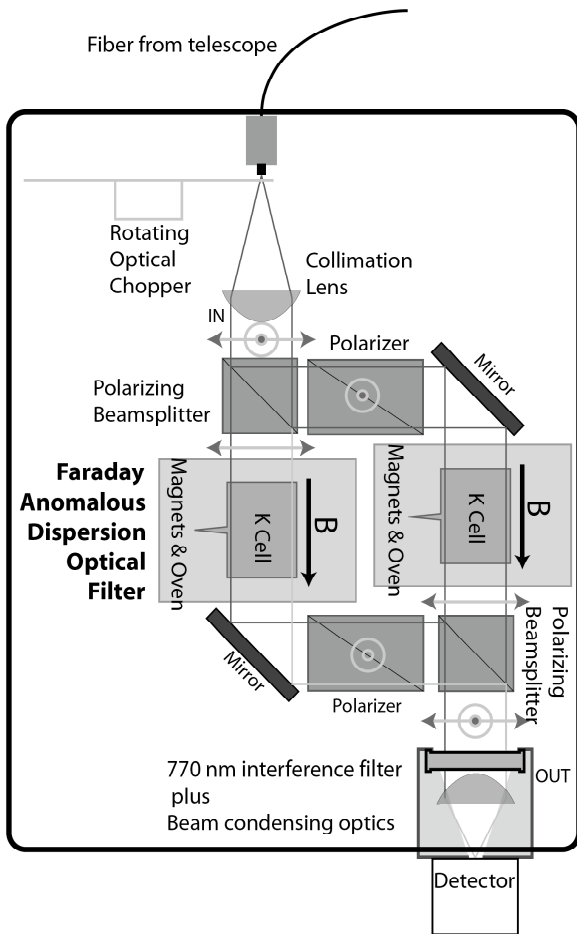 Fiber from telescope
Rotating
Optical
Chopper
Collimation
Lens
IN
Polarizer
Mirror
Polarizing
Beamsplitter
Faraday
Anomalous
Dispersion
Optical
Filter
Magnets & Oven
K Cell
B
Magnets & Oven
K Cell
B
Mirror
Polarizer
Polarizing
Beamsplitter
770 nm interference filter
plus
Beam condensing optics
OUT
Detector